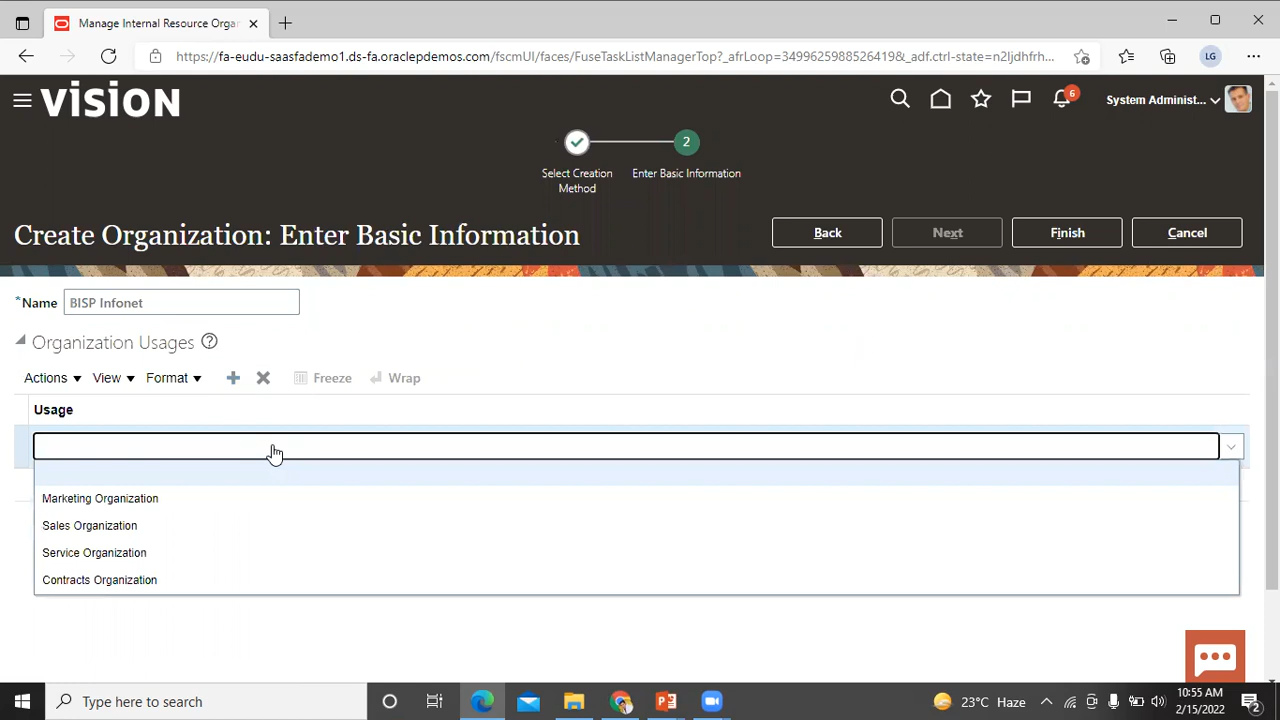 Manage Internal Resource Orga
https://fa-eudu-saasfademo1.ds-fa.oraclepdemos.com/fscmUI/faces/FuseTaskListManagerTop?_afrLoop=3499625988526419&_adf.ctrl-state=n2ljdhfrh...
LG
VISION
6
System Administ...
2
Select Creation
Method
Enter Basic Information
Create Organization: Enter Basic Information
Back
Next
Finish
Cancel
*Name
BISP Infonet
Organization Usages
Actions
View
Format
Freeze
Wrap
Usage
Marketing Organization
Sales Organization
Service Organization
Contracts Organization
Type here to search
23°C Haze
10:55 AM
2/15/2022
2